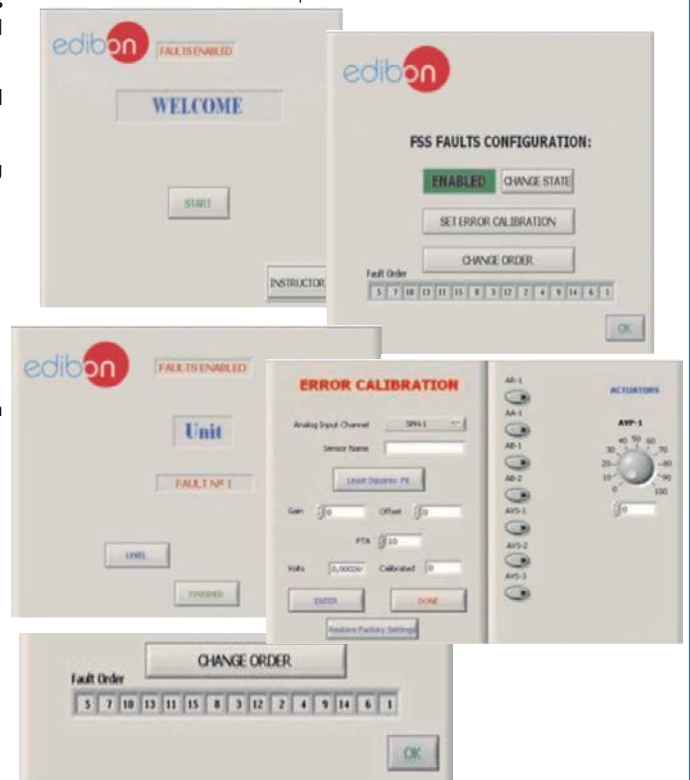 edibon
FAULTS ENABLED
WELCOME
START
INSTRUCTOR
edibon
FSS FAULTS CONFIGURATION:
ENABLED CHANGE STATE
SET ERROR CALIBRATION
CHANGE ORDER
Fault Order
5 7 10 13 11 15 8 3 12 2 4 9 14 6 1
OK
edibon
FAULTS ENABLED
Unit
FAULT Nº 1
LEVEL
FINISHED
ERROR CALIBRATION
Analog Input Channel
Sensor Name
Least Squares Fit
Gain 0 Offset 0
PTA 10
Volts Calibrated 0
ENTER DONE
Restore Factory Settings
AR-1
AA-1
AB-1
AB-2
AVS-1
AVS-2
AVS-3
ACTUATORS
AVP-1
0 10 20 30 40 50 60 70 80 90 100
0
CHANGE ORDER
Fault Order
5 7 10 13 11 15 8 3 12 2 4 9 14 6 1
OK